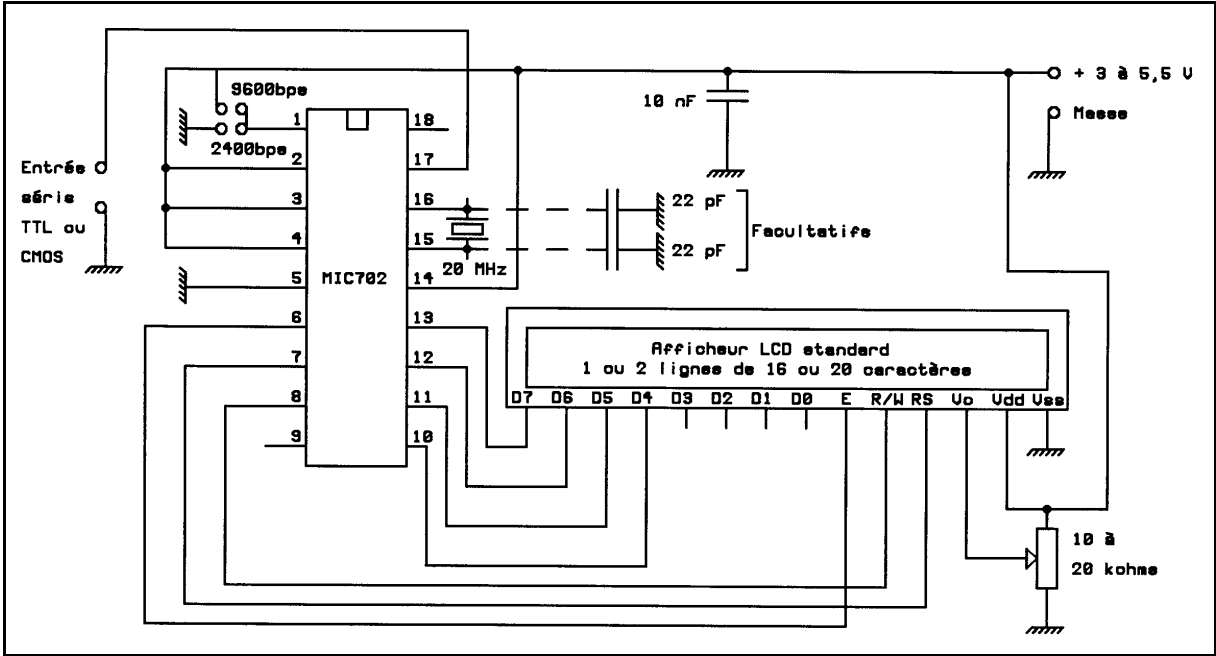 9600bps
2400bps
Entrée
série
TTL ou
CMOS
1
2
3
4
5
6
7
8
9
MIC702
18
17
16
15
14
13
12
11
10
20 MHz
10 nF
22 pF
22 pF
Facultatifs
+ 3 à 5,5 V
Masse
Afficheur LCD standard
1 ou 2 lignes de 16 ou 20 caractères
D7 D6 D5 D4 D3 D2 D1 D0 E R/W RS Vo Vdd Vss
10 à
20 kohms